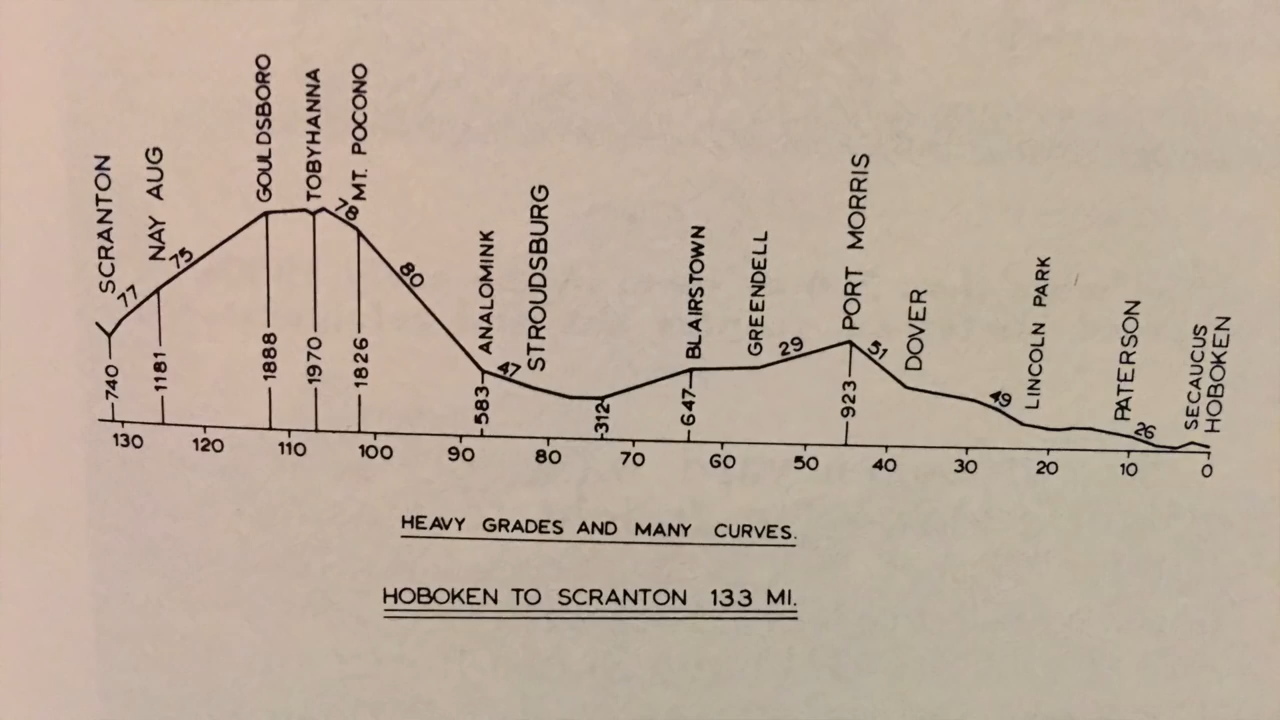 SCRANTON
NAY AUG
GOULDSBORO
TOBYHANNA
MT. POCONO
ANALOMINK
STROUDSBURG
BLAIRSTOWN
GREENDELL
PORT MORRIS
DOVER
LINCOLN PARK
PATERSON
SECAUCUS
HOBOKEN
77
75
78
80
47
29
51
49
26
740
1181
1888
1970
1826
583
312
647
923
130 120 110 100 90 80 70 60 50 40 30 20 10 0
HEAVY GRADES AND MANY CURVES.
HOBOKEN TO SCRANTON 133 MI.